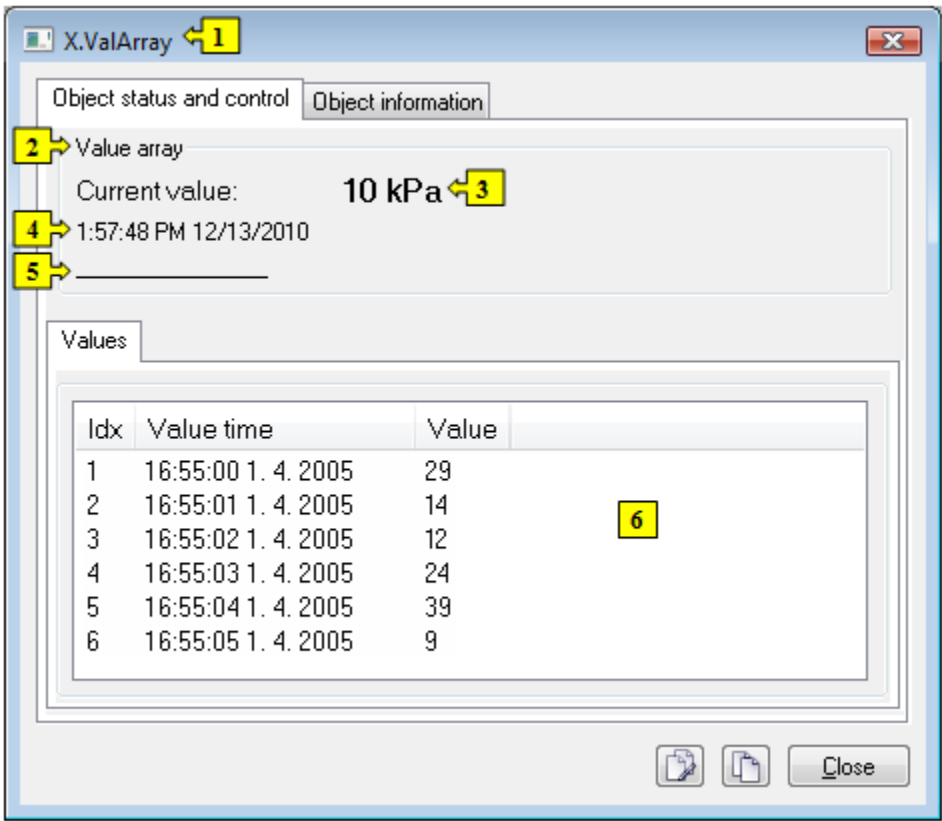 X.ValArray 1
Object status and control Object information
2 Value array
Current value: 10 kPa 3
4 1:57:48 PM 12/13/2010
5
Values
Idx Value time Value
1 16:55:00 1. 4. 2005 29
2 16:55:01 1. 4. 2005 14
3 16:55:02 1. 4. 2005 12
4 16:55:03 1. 4. 2005 24
5 16:55:04 1. 4. 2005 39
6 16:55:05 1. 4. 2005 9
6
Close